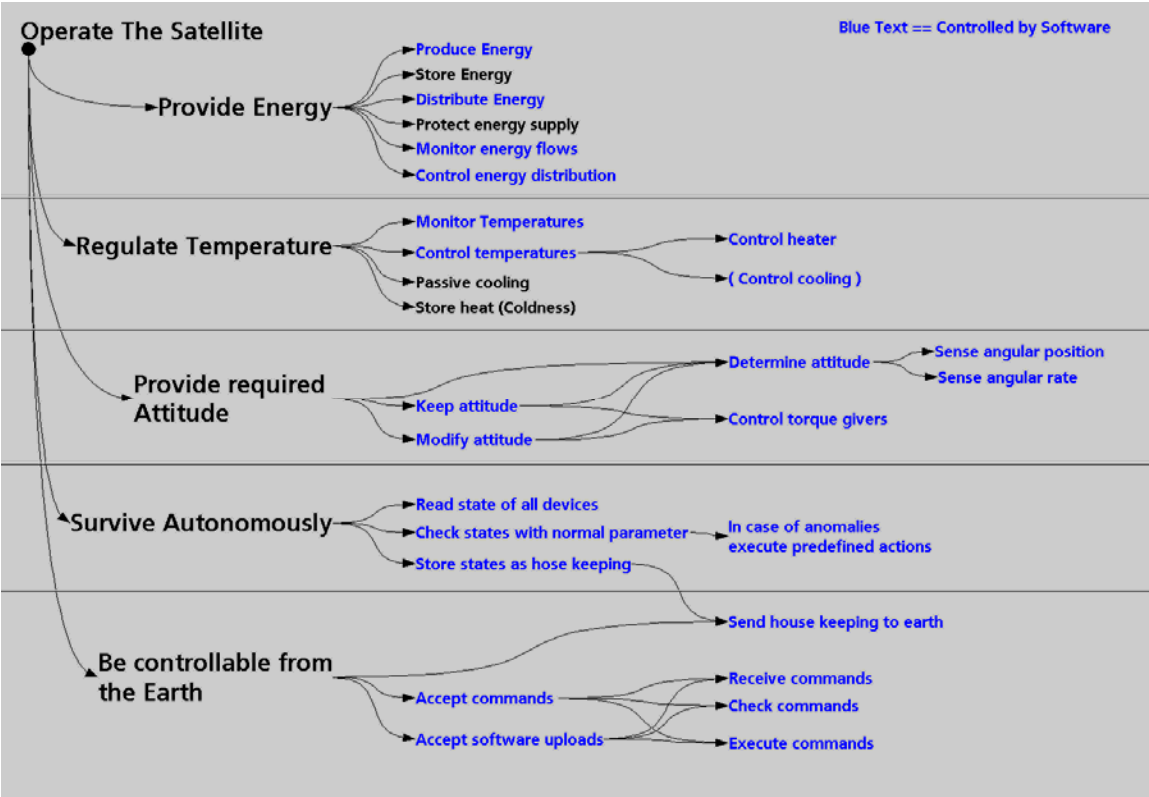 Operate The Satellite
Blue Text == Controlled by Software
Provide Energy
Produce Energy
Store Energy
Distribute Energy
Protect energy supply
Monitor energy flows
Control energy distribution
Regulate Temperature
Monitor Temperatures
Control temperatures
Passive cooling
Store heat (Coldness)
Control heater
( Control cooling )
Provide required
Attitude
Keep attitude
Modify attitude
Determine attitude
Control torque givers
Sense angular position
Sense angular rate
Survive Autonomously
Read state of all devices
Check states with normal parameter
Store states as hose keeping
In case of anomalies
execute predefined actions
Be controllable from
the Earth
Send house keeping to earth
Accept commands
Accept software uploads
Receive commands
Check commands
Execute commands